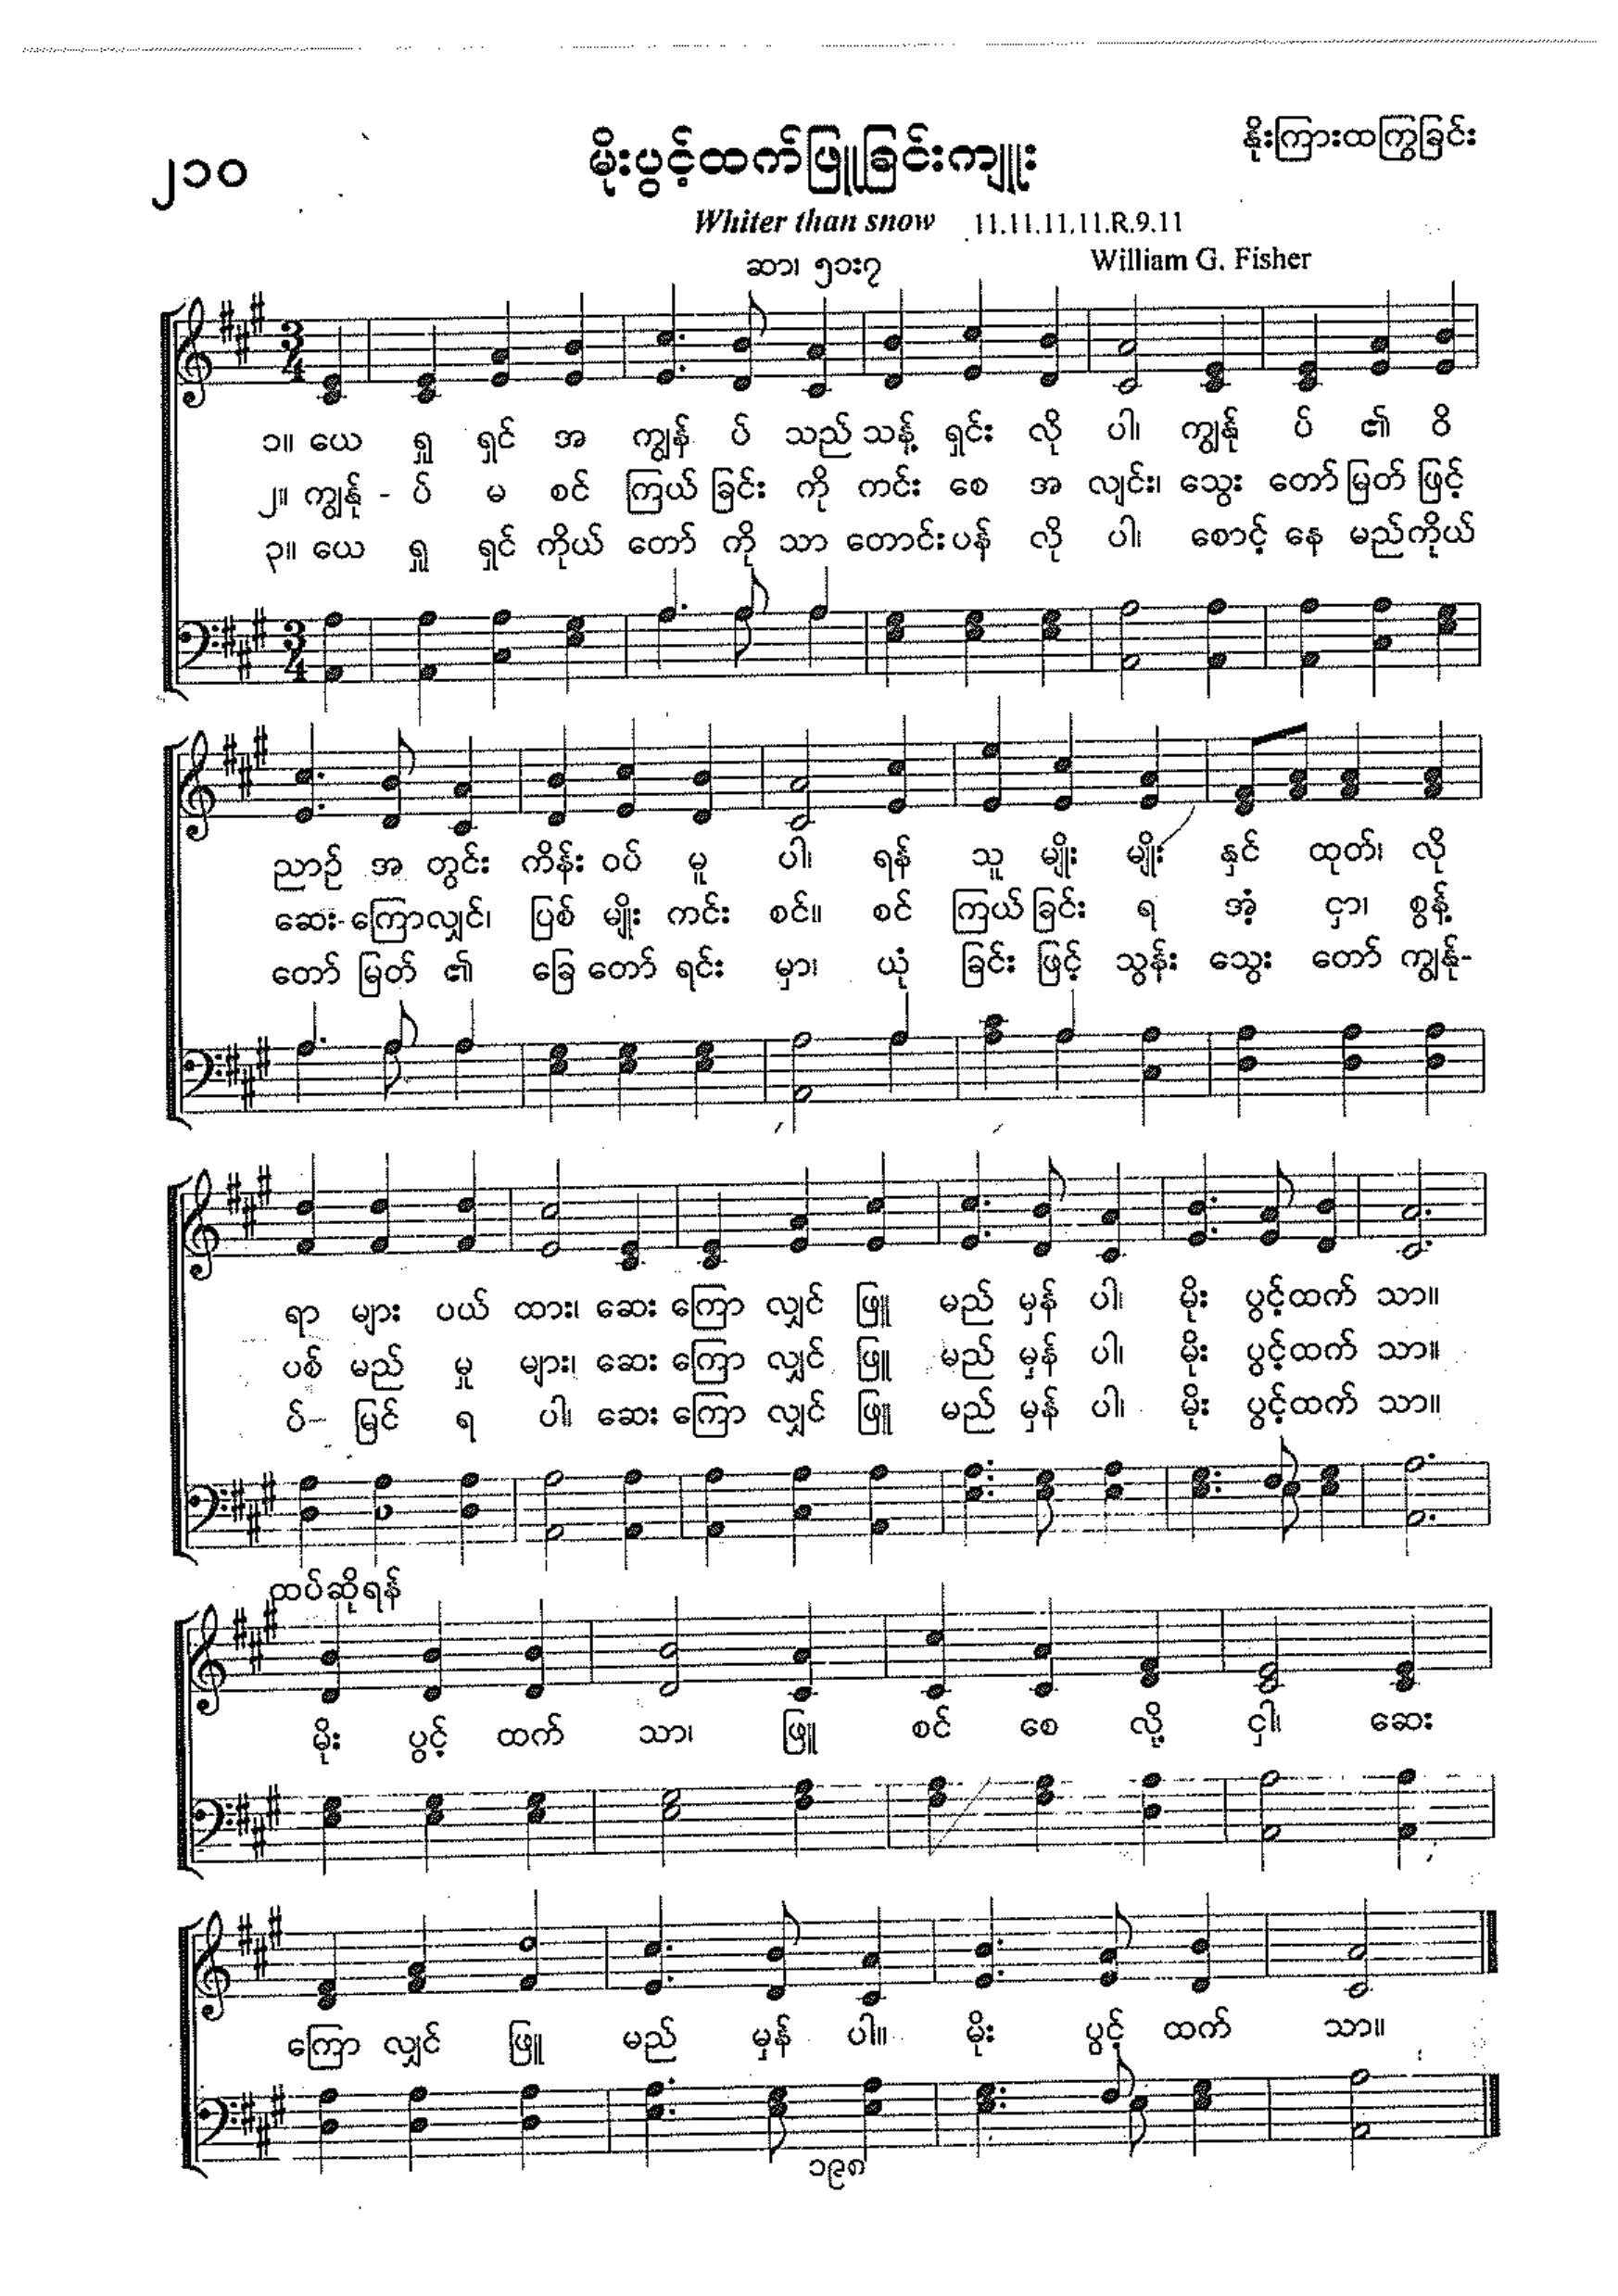 ၂၁၀
မိုးပွင့်ထက်ဖြူခြင်းကျူး
နိုးကြားထကြွခြင်း
Whiter than snow 11.11.11.11.R.9.11
ဆာ၊ ၅၁း၇
William G. Fisher
၁။ ယေ ရှု ရှင် အ ကျွန် ပ် သည် သန့် ရှင်း လို ပါ၊ ကျွန်ု ပ် ၏ ဝိ
၂။ ကျွန်ု - ပ် မ စင် ကြယ် ခြင်း ကို ကင်း စေ အ လျင်း၊ သွေး တော် မြတ် ဖြင့်
၃။ ယေ ရှု ရှင် ကိုယ် တော် ကို သာ တောင်း ပန် လို ပါ၊ စောင့် နေ မည် ကိုယ်
ညာဉ် အ တွင်း ကိန်း ဝပ် မူ ပါ၊ ရန် သူ မျိုး မျိုး နှင် ထုတ်၊ လို
ဆေး- ကြောလျှင်၊ ပြစ် မျိုး ကင်း စင်။ စင် ကြယ် ခြင်း ရ အံ့ ငှာ၊ စွန့်
တော် မြတ် ၏ ခြေ တော် ရင်း မှာ၊ ယုံ ခြင်း ဖြင့် သွန်း သွေး တော် ကျွန်ု-
ရာ များ ပယ် ထား၊ ဆေး ကြော လျှင် ဖြူ မည် မှန် ပါ၊ မိုး ပွင့်ထက် သာ။
ပစ် မည် မှု များ၊ ဆေး ကြော လျှင် ဖြူ မည် မှန် ပါ၊ မိုး ပွင့်ထက် သာ။
ပ်- မြင် ရ ပါ၊ ဆေး ကြော လျှင် ဖြူ မည် မှန် ပါ၊ မိုး ပွင့်ထက် သာ။
ထပ်ဆိုရန်
မိုး ပွင့် ထက် သာ၊ ဖြူ စင် စေ လို့ ငှါ၊ ဆေး
ကြော လျှင် ဖြူ မည် မှန် ပါ။ မိုး ပွင့် ထက် သာ။
၁၉၈